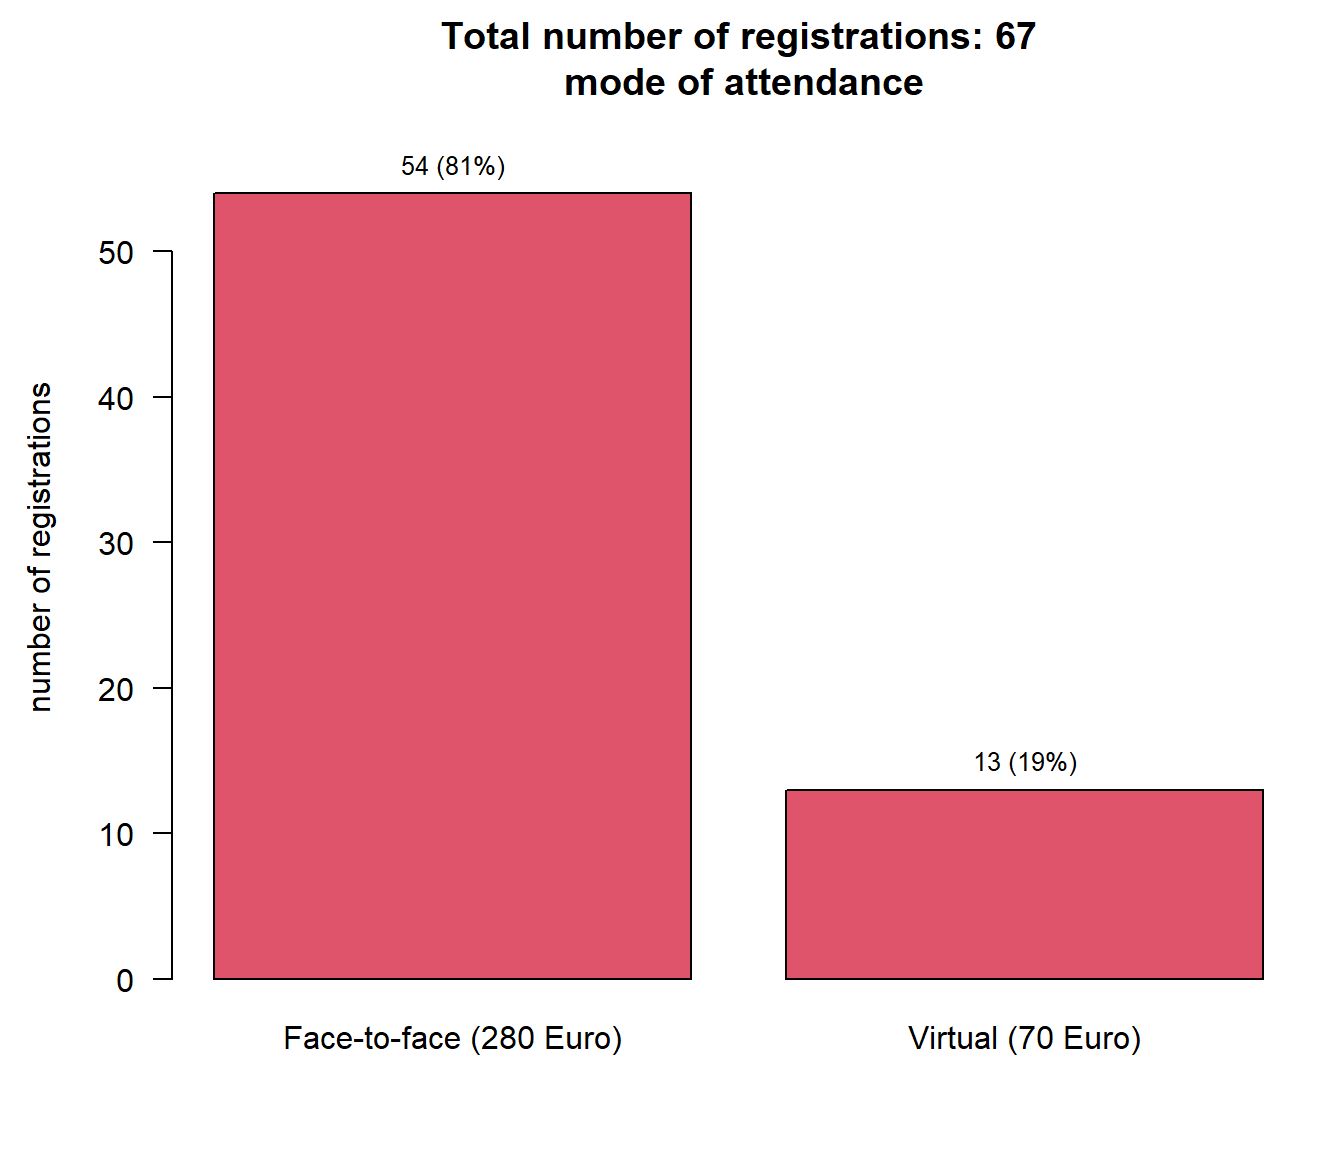 Total number of registrations: 67
mode of attendance
54 (81%)
50
40
30
20
10
0
number of registrations
13 (19%)
Face-to-face (280 Euro)
Virtual (70 Euro)